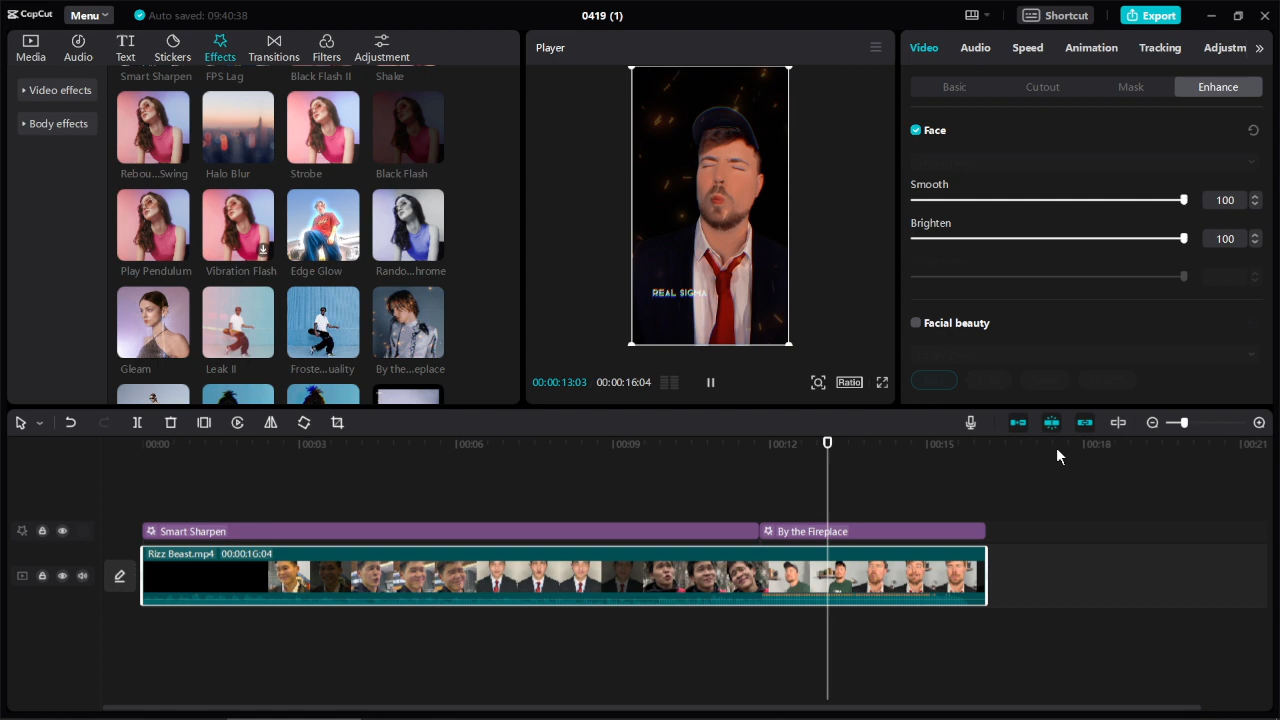 CapCut Menu Auto saved: 09:40:38 0419 (1) Shortcut Export
Media Audio Text Stickers Effects Transitions Filters Adjustment
Video effects
Body effects
Smart Sharpen FPS Lag Black Flash II Shake
Rebou...Swing Halo Blur Strobe Black Flash
Play Pendulum Vibration Flash Edge Glow Rando...hrome
Gleam Leak II Froste...uality By the...eplace
Player
REAL SIGMA
00:00:13:03 00:00:16:04 Ratio
Video Audio Speed Animation Tracking Adjustm
Basic Cutout Mask Enhance
Face
Smooth
100
Brighten
100
Facial beauty
00:00 00:03 00:06 00:09 00:12 00:15 00:18 00:21
Smart Sharpen By the Fireplace
Rizz Beast.mp4 00:00:16:04